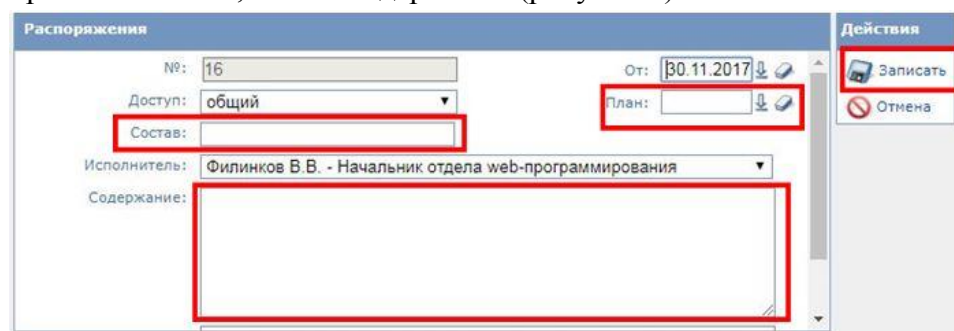 Распоряжения
Действия
№: 16
От: 30.11.2017
Записать
Доступ: общий
План:
Отмена
Состав:
Исполнитель: Филинков В.В. - Начальник отдела web-программирования
Содержание: